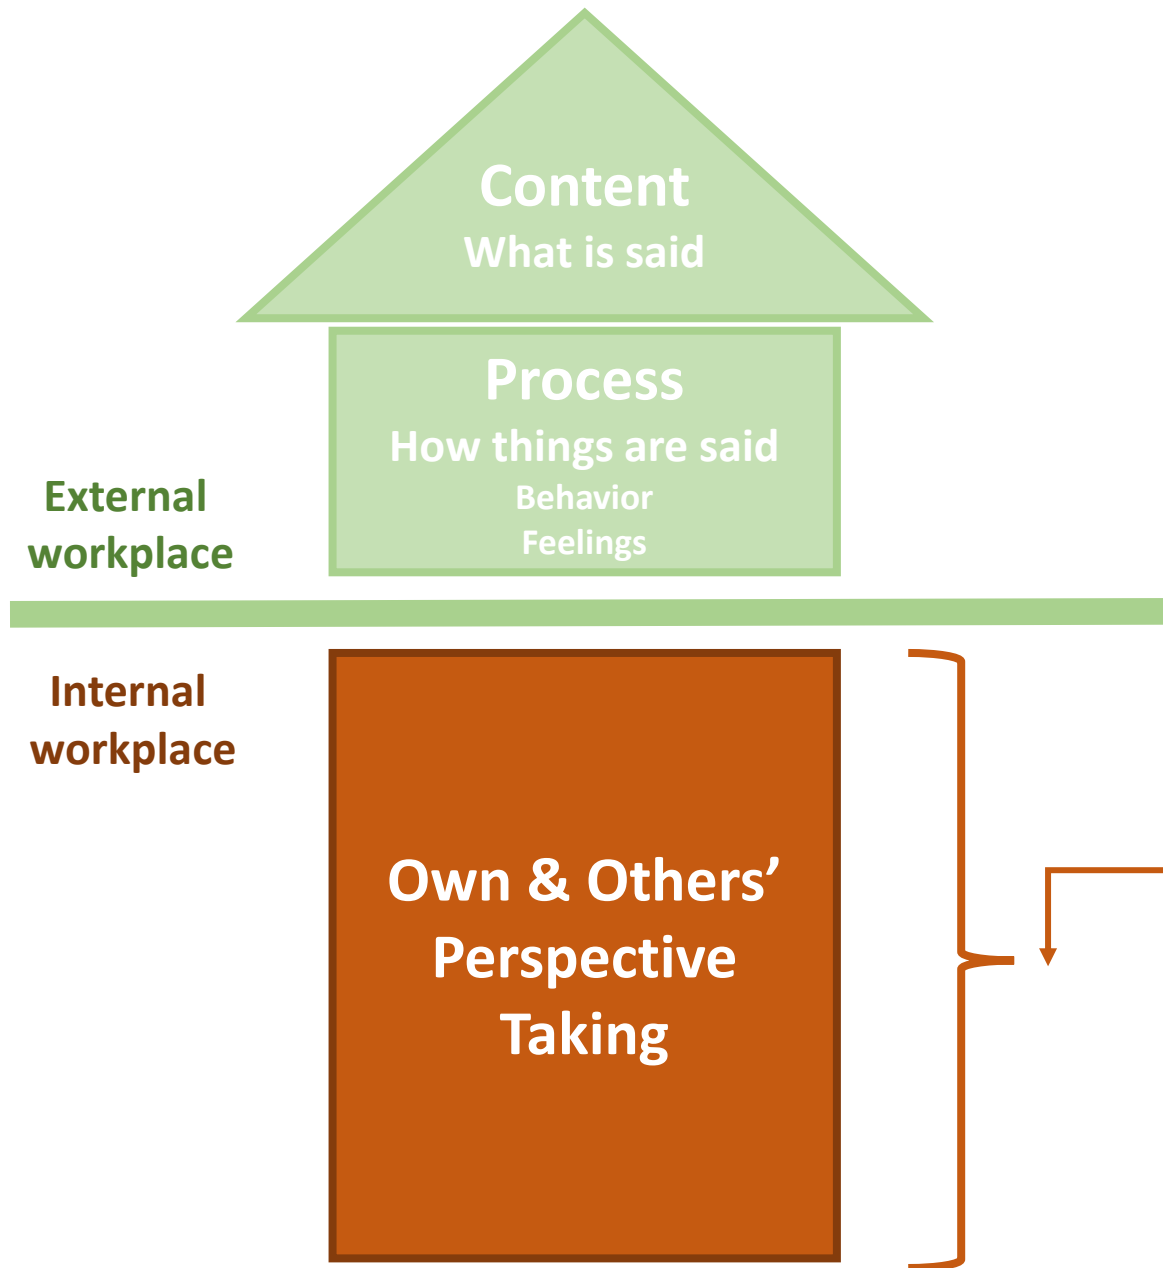 Content
What is said
Process
How things are said
Behavior
Feelings
External
workplace
Internal
workplace
Own & Others’
Perspective
Taking